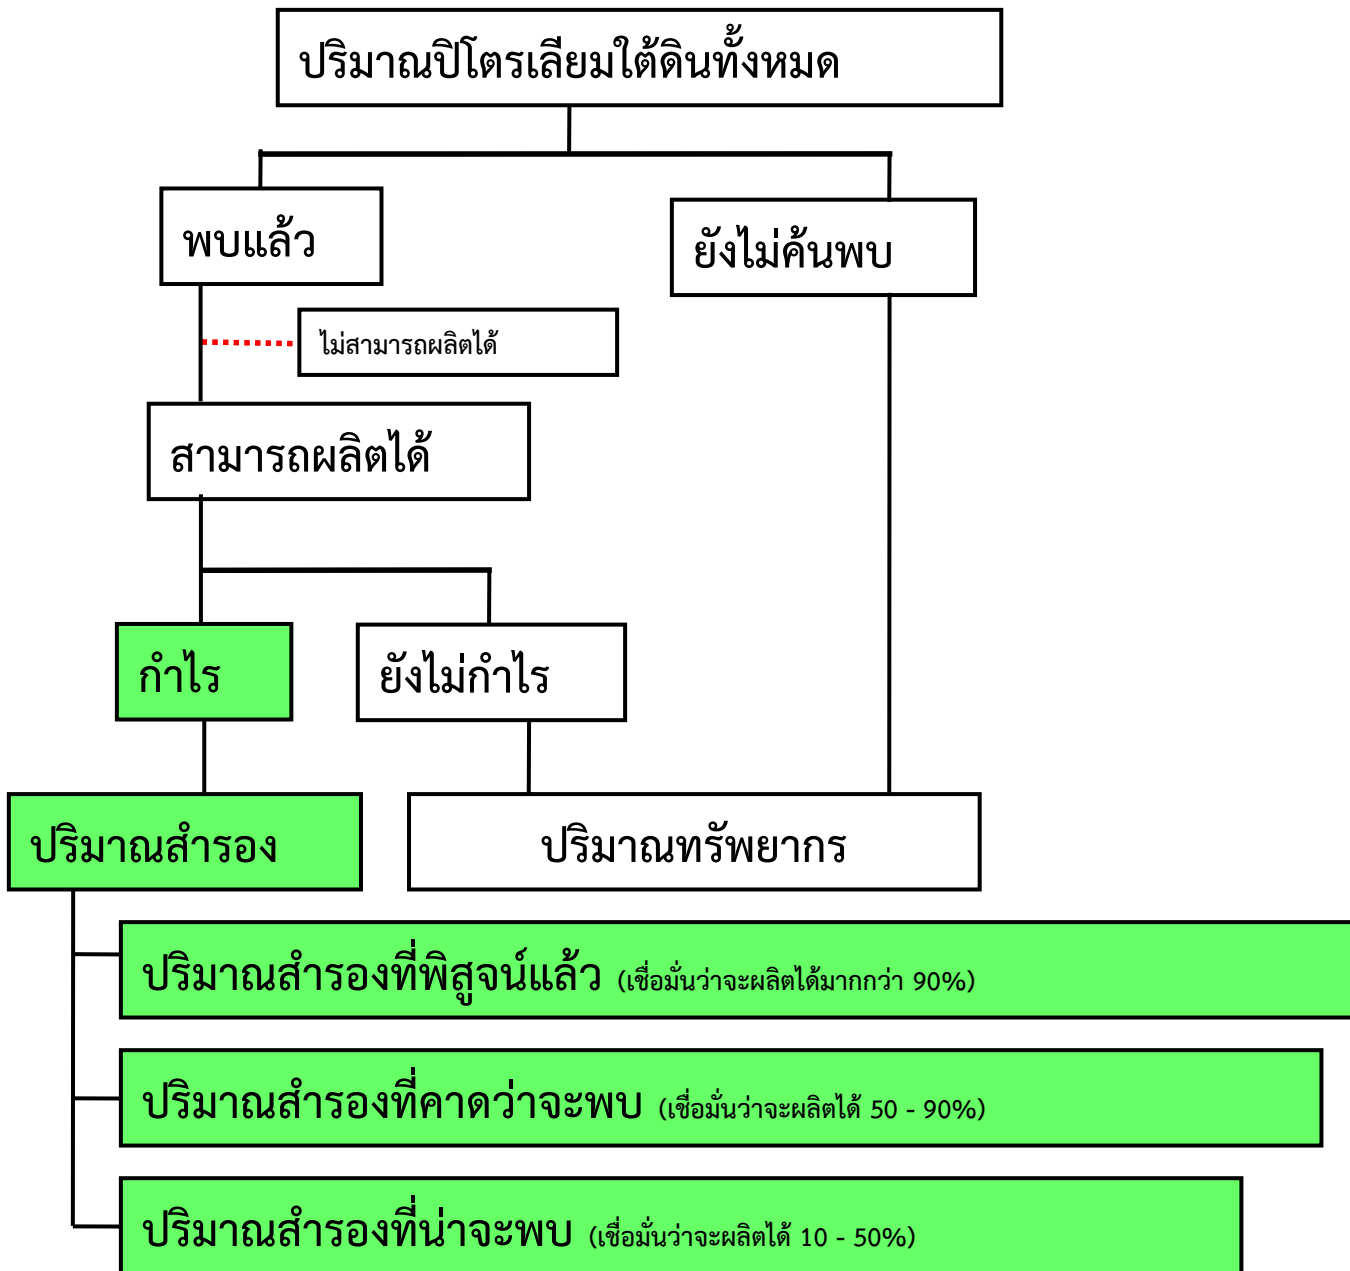 ปริมาณปิโตรเลียมใต้ดินทั้งหมด
พบแล้ว
ยังไม่ค้นพบ
ไม่สามารถผลิตได้
สามารถผลิตได้
กำไร
ยังไม่กำไร
ปริมาณสำรอง
ปริมาณทรัพยากร
ปริมาณสำรองที่พิสูจน์แล้ว (เชื่อมั่นว่าจะผลิตได้มากกว่า 90%)
ปริมาณสำรองที่คาดว่าจะพบ (เชื่อมั่นว่าจะผลิตได้ 50 - 90%)
ปริมาณสำรองที่น่าจะพบ (เชื่อมั่นว่าจะผลิตได้ 10 - 50%)